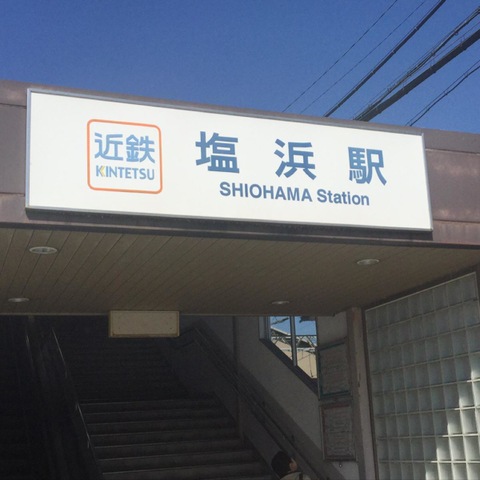 近鉄
KINTETSU
塩浜駅
SHIOHAMA Station